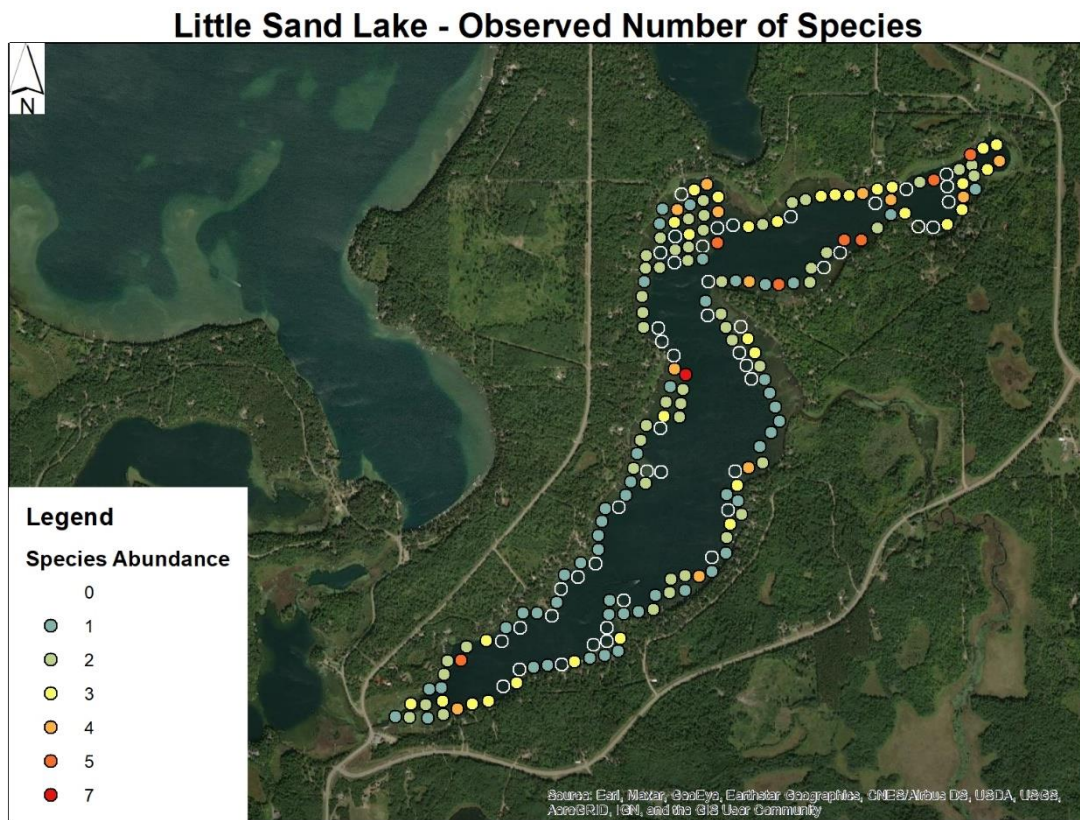 Little Sand Lake - Observed Number of Species
N
Legend
Species Abundance
0
1
2
3
4
5
7
Source: Esri, Maxar, GeoEye, Earthstar Geographics, CNES/Airbus DS, USDA, USGS,
AeroGRID, IGN, and the GIS User Community